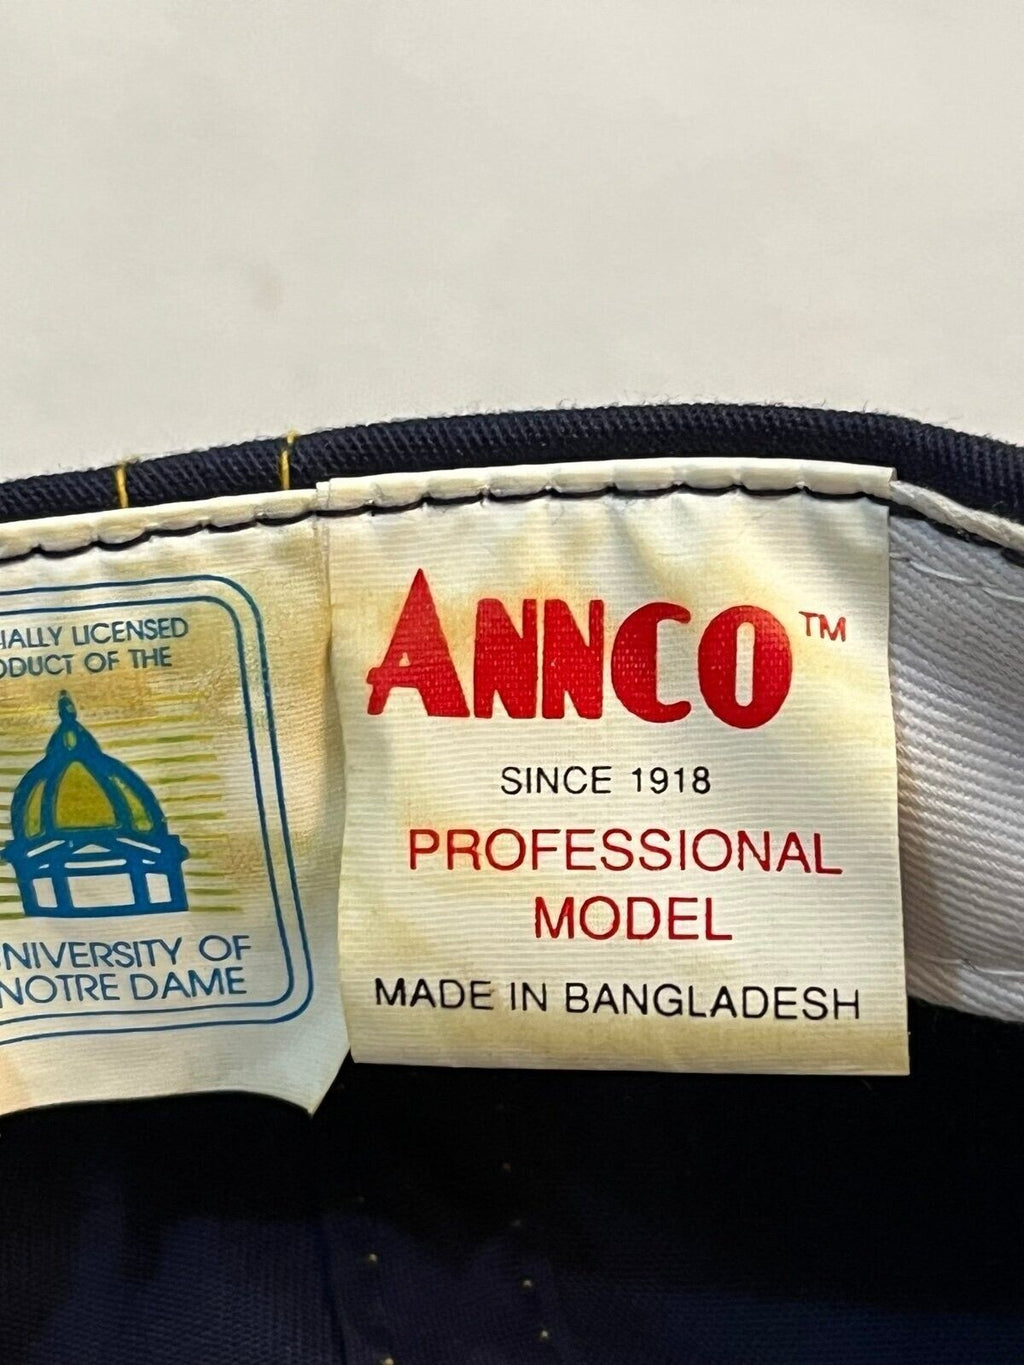 IALLY LICENSED
ODUCT OF THE
NIVERSITY OF
NOTRE DAME
ANNCO™
SINCE 1918
PROFESSIONAL
MODEL
MADE IN BANGLADESH